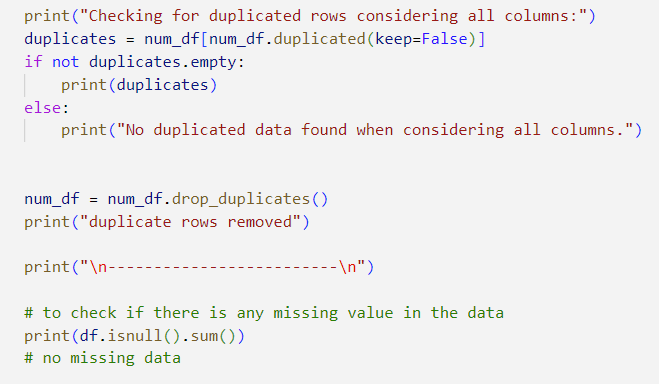 print("Checking for duplicated rows considering all columns:")
duplicates = num_df[num_df.duplicated(keep=False)]
if not duplicates.empty:
    print(duplicates)
else:
    print("No duplicated data found when considering all columns.")
num_df = num_df.drop_duplicates()
print("duplicate rows removed")
print("\n-------------------------\n")
# to check if there is any missing value in the data
print(df.isnull().sum())
# no missing data